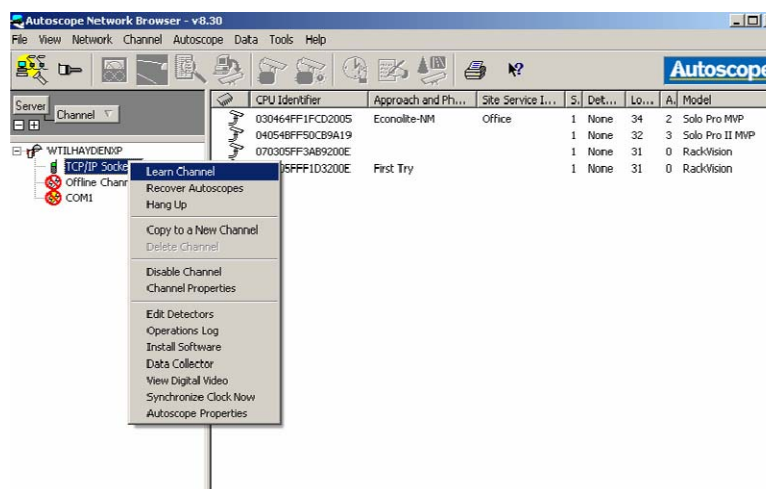 Autoscope Network Browser - v8.30
File View Network Channel Autoscope Data Tools Help
Autoscope
Server
Channel
WTILHAYDENXP
TCP/IP Socke
Offline Chann
COM1
CPU Identifier Approach and Ph... Site Service I... S. Det... Lo... A. Model
030464FF1FCD2005 Econolite-NM Office 1 None 34 2 Solo Pro MVP
04054BFF50CB9A19 1 None 32 3 Solo Pro II MVP
070305FF3AB9200E 1 None 31 0 RackVision
05FFF1D3200E First Try 1 None 31 0 RackVision
Learn Channel
Recover Autoscopes
Hang Up
Copy to a New Channel
Delete Channel
Disable Channel
Channel Properties
Edit Detectors
Operations Log
Install Software
Data Collector
View Digital Video
Synchronize Clock Now
Autoscope Properties